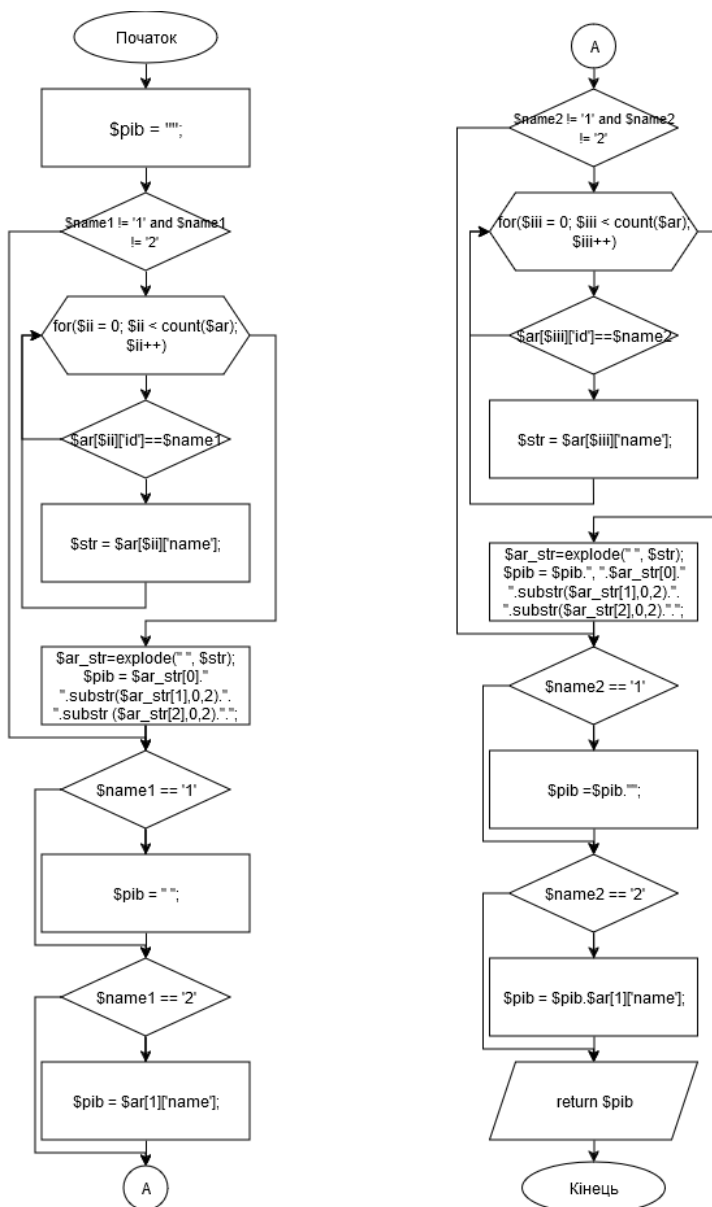 Початок
$pib = "";
$name1 != '1' and $name1
!= '2'
for($ii = 0; $ii < count($ar);
$ii++)
$ar[$ii]['id']==$name1
$str = $ar[$ii]['name'];
$ar_str=explode(" ", $str);
$pib = $ar_str[0]."
".substr($ar_str[1],0,2).".
".substr ($ar_str[2],0,2).".";
$name1 == '1'
$pib = " ";
$name1 == '2'
$pib = $ar[1]['name'];
A
A
$name2 != '1' and $name2
!= '2'
for($iii = 0; $iii < count($ar);
$iii++)
$ar[$iii]['id']==$name2
$str = $ar[$iii]['name'];
$ar_str=explode(" ", $str);
$pib = $pib.", ".$ar_str[0]."
".substr($ar_str[1],0,2).".
".substr($ar_str[2],0,2).".";
$name2 == '1'
$pib =$pib."";
$name2 == '2'
$pib = $pib.$ar[1]['name'];
return $pib
Кінець